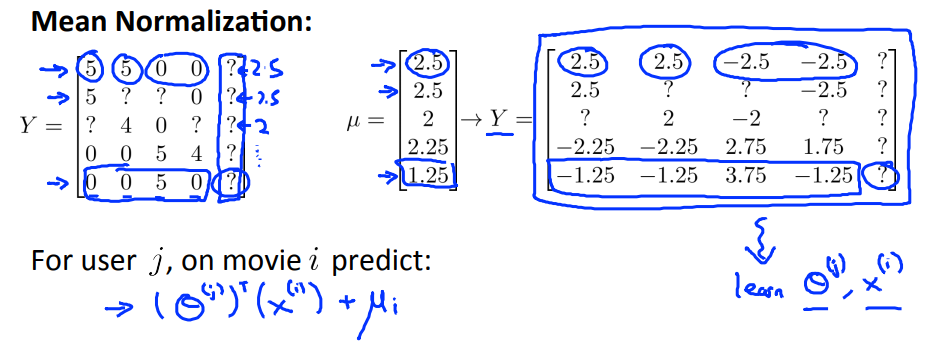 Mean Normalization:
→ 5 5 0 0 ? ← 2.5
→ 5 ? ? 0 ? ← 2.5
Y = ? 4 0 ? ? ← 2
0 0 5 4 ? ⋮
→ 0 0 5 0 ?
→ 2.5
→ 2.5
μ = 2
2.25
→ 1.25
→ Y =
2.5 2.5 −2.5 −2.5 ?
2.5 ? ? −2.5 ?
? 2 −2 ? ?
−2.25 −2.25 2.75 1.75 ?
−1.25 −1.25 3.75 −1.25 ?
For user j, on movie i predict:
→ (Θ^(j))^T (x^(i)) + μ_i
learn Θ^(j), x^(i)